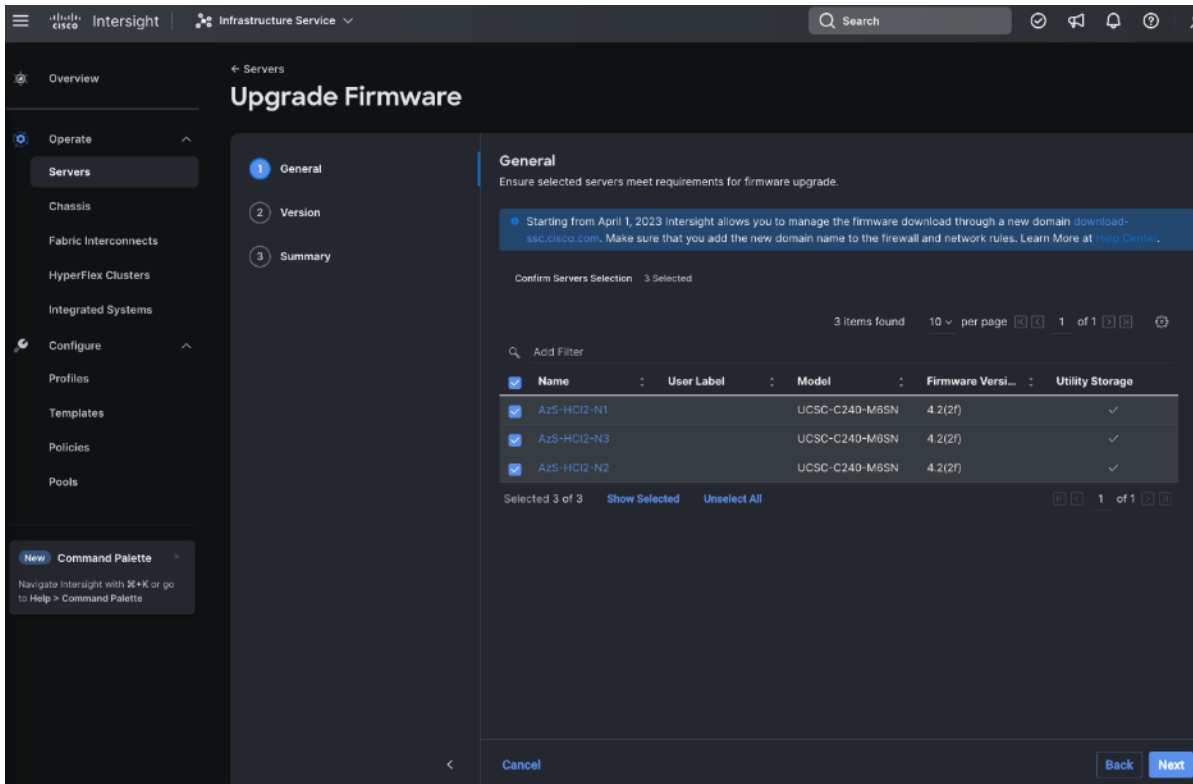 cisco Intersight Infrastructure Service Search
Overview
Operate
Servers
Chassis
Fabric Interconnects
HyperFlex Clusters
Integrated Systems
Configure
Profiles
Templates
Policies
Pools
New Command Palette
Navigate Intersight with ⌘+K or go
to Help > Command Palette
← Servers
Upgrade Firmware
1 General
2 Version
3 Summary
General
Ensure selected servers meet requirements for firmware upgrade.
Starting from April 1, 2023 Intersight allows you to manage the firmware download through a new domain download-
ssc.cisco.com. Make sure that you add the new domain name to the firewall and network rules. Learn More at Help Center.
Confirm Servers Selection 3 Selected
3 items found 10 per page 1 of 1
Add Filter
Name User Label Model Firmware Versi... Utility Storage
AzS-HCI2-N1 UCSC-C240-M6SN 4.2(2f)
AzS-HCI2-N3 UCSC-C240-M6SN 4.2(2f)
AzS-HCI2-N2 UCSC-C240-M6SN 4.2(2f)
Selected 3 of 3 Show Selected Unselect All 1 of 1
Cancel Back Next